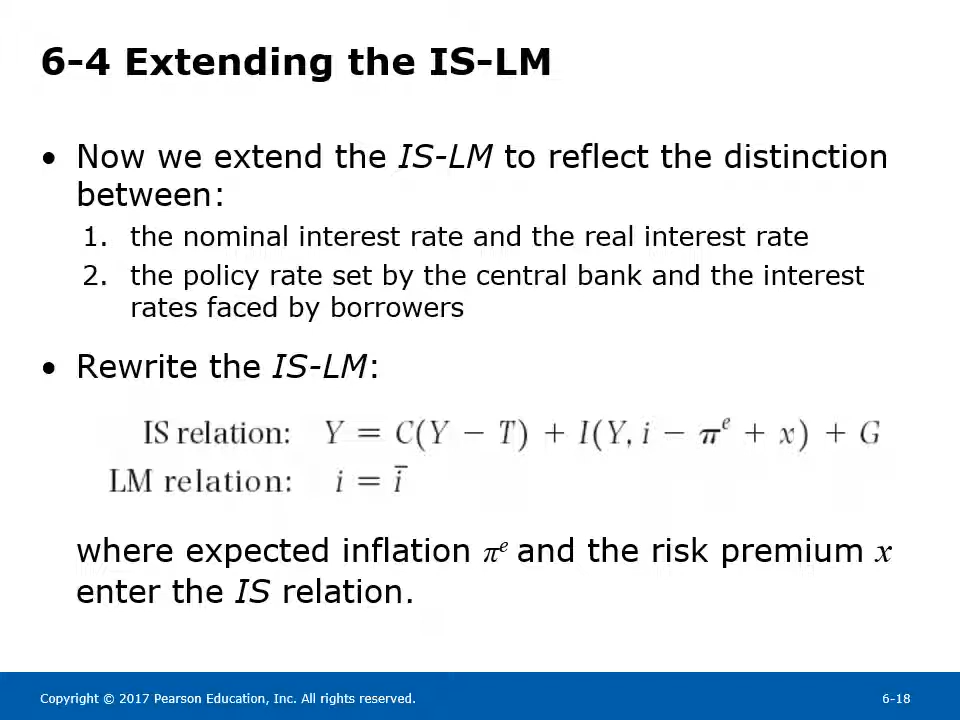 6-4 Extending the IS-LM
• Now we extend the IS-LM to reflect the distinction
between:
1. the nominal interest rate and the real interest rate
2. the policy rate set by the central bank and the interest
rates faced by borrowers
• Rewrite the IS-LM:
IS relation: Y = C(Y − T) + I(Y, i − πᵉ + x) + G
LM relation: i = i̅
where expected inflation πᵉ and the risk premium x
enter the IS relation.
Copyright © 2017 Pearson Education, Inc. All rights reserved.
6-18